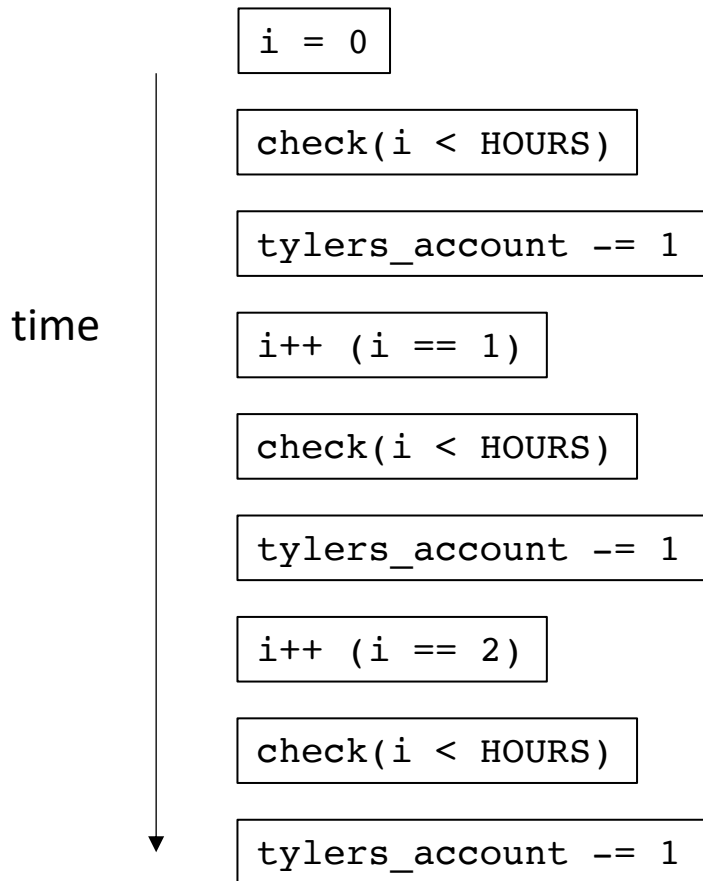 i = 0
check(i < HOURS)
tylers_account -= 1
time
i++ (i == 1)
check(i < HOURS)
tylers_account -= 1
i++ (i == 2)
check(i < HOURS)
tylers_account -= 1